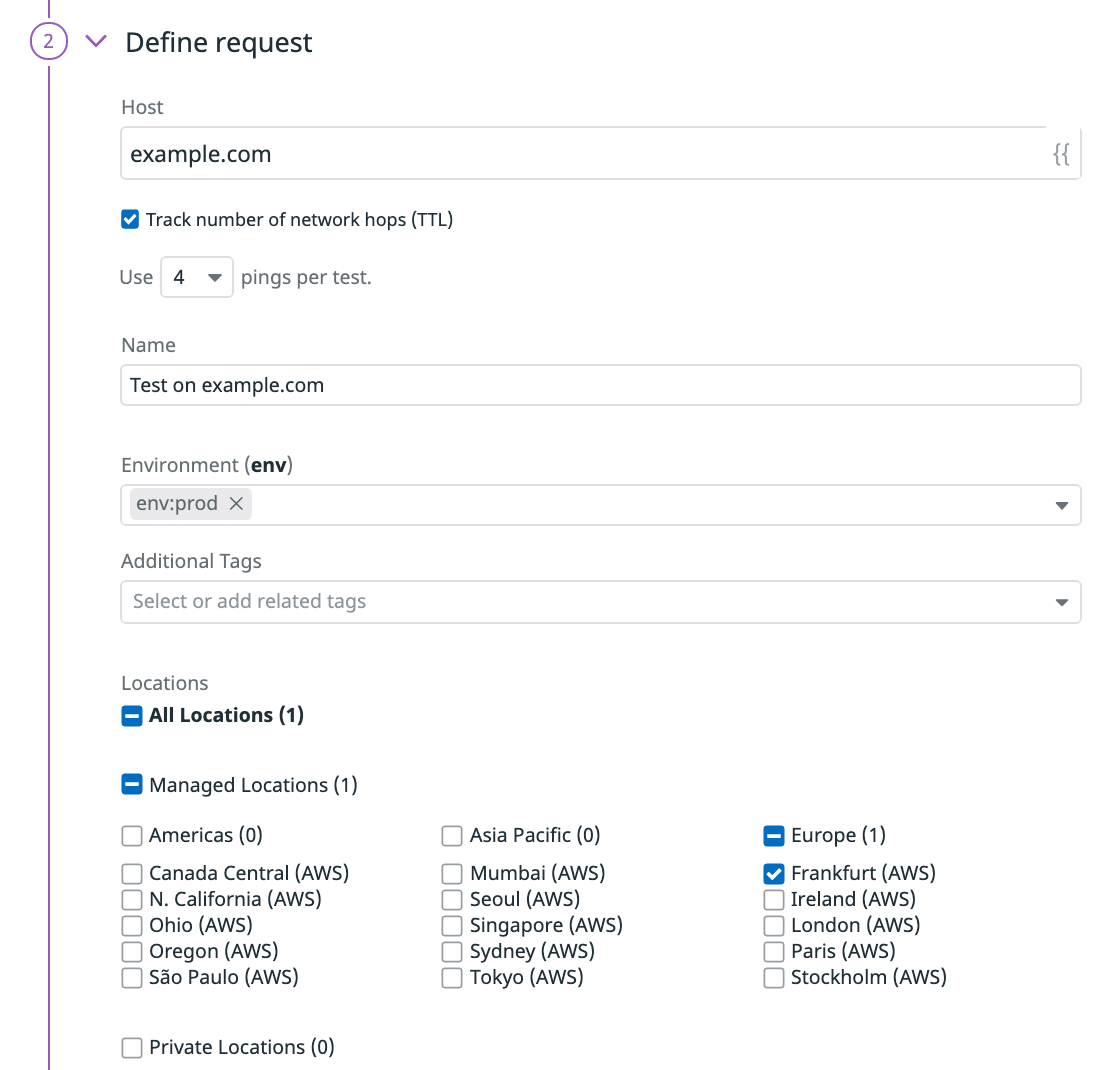 2 Define request
Host
example.com {{
Track number of network hops (TTL)
Use 4 pings per test.
Name
Test on example.com
Environment (env)
env:prod
Additional Tags
Select or add related tags
Locations
All Locations (1)
Managed Locations (1)
Americas (0) Asia Pacific (0) Europe (1)
Canada Central (AWS) Mumbai (AWS) Frankfurt (AWS)
N. California (AWS) Seoul (AWS) Ireland (AWS)
Ohio (AWS) Singapore (AWS) London (AWS)
Oregon (AWS) Sydney (AWS) Paris (AWS)
São Paulo (AWS) Tokyo (AWS) Stockholm (AWS)
Private Locations (0)